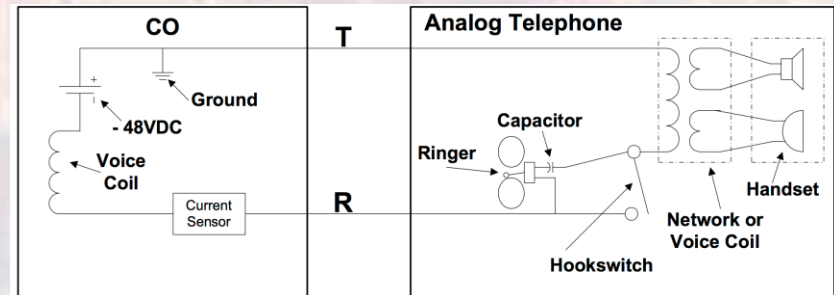 CO
T
Analog Telephone
+
-
Ground
- 48VDC
Voice
Coil
Current
Sensor
R
Capacitor
Ringer
Hookswitch
Network or
Voice Coil
Handset